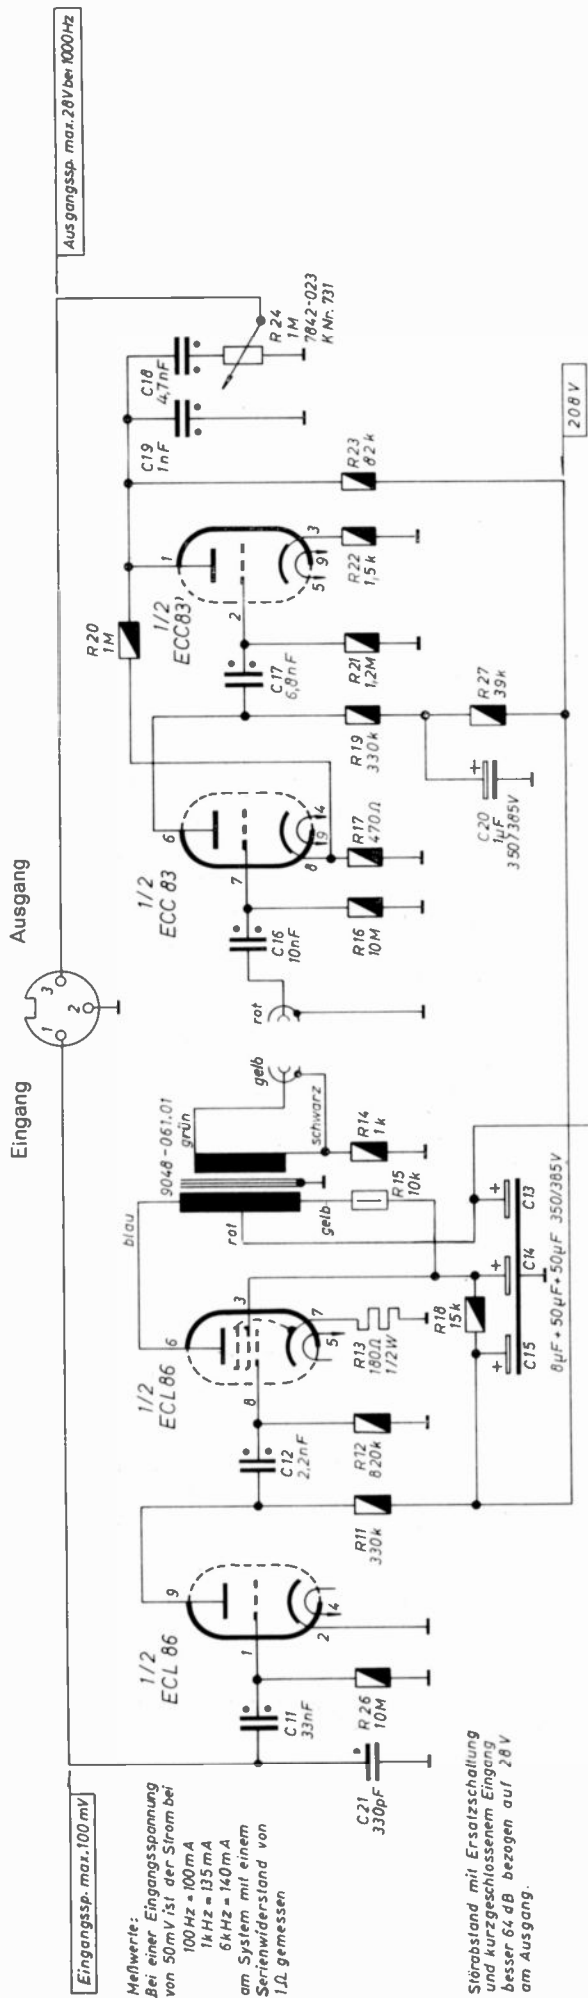 Eingangssp. max. 100 mV
Eingang
Ausgang
Ausgangssp. max. 28V bei 1000Hz
Meßwerte:
Bei einer Eingangsspannung
von 50mV ist der Strom bei
100 Hz = 100mA
1kHz = 135mA
6kHz = 140mA
am System mit einem
Serienwiderstand von
1Ω gemessen
Störabstand mit Ersatzschaltung
und kurzgeschlossenem Eingang
besser 64 dB bezogen auf 28V
am Ausgang.
1
2
3
1/2
ECL 86
9
1
2
4
C11
33nF
C21
330pF
R26
10M
R11
330k
C12
2,2nF
R12
820k
1/2
ECL86
6
3
8
7
5
R13
180Ω
1/2W
blau
9048-061.01
grün
rot
gelb
gelb
schwarz
R14
1k
R15
10k
R18
15k
C15
C14
C13
8µF + 50µF + 50µF 350/385V
rot
C16
10nF
R16
10M
1/2
ECC 83
6
7
8
9
4
R17
470Ω
R19
330k
C17
6,8nF
R21
1,2M
R20
1M
1/2
ECC83
1
2
3
9
5
R22
1,5k
R23
82k
C19
1nF
C18
4,7nF
R24
1M
7842-023
K Nr. 731
C20
1µF
350/385V
R27
39k
208V